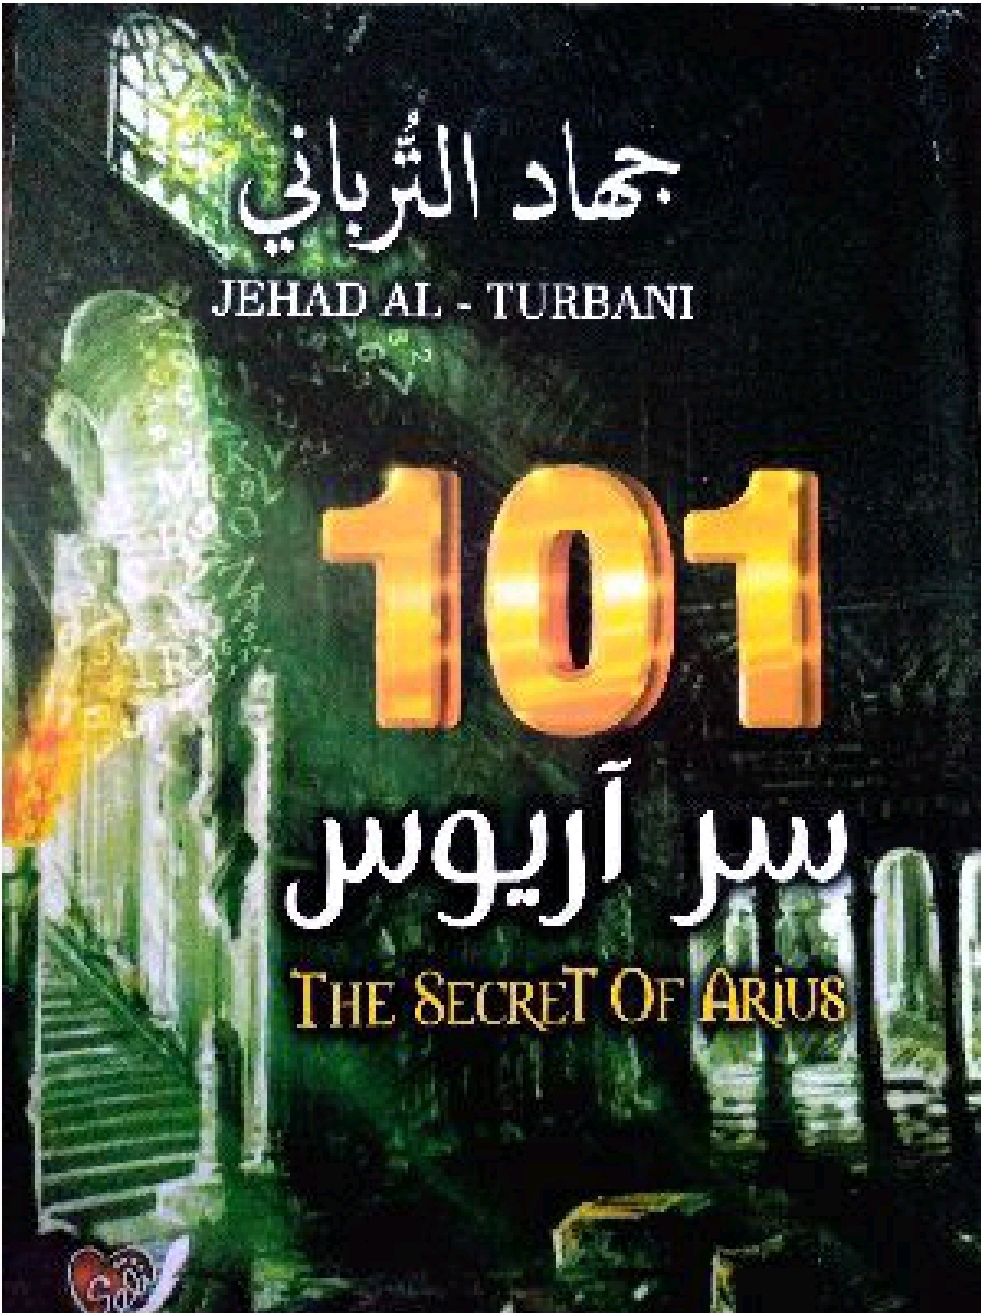 جهاد التُرباني
JEHAD AL - TURBANI
101
سر آريوس
THE SECRET OF ARIUS